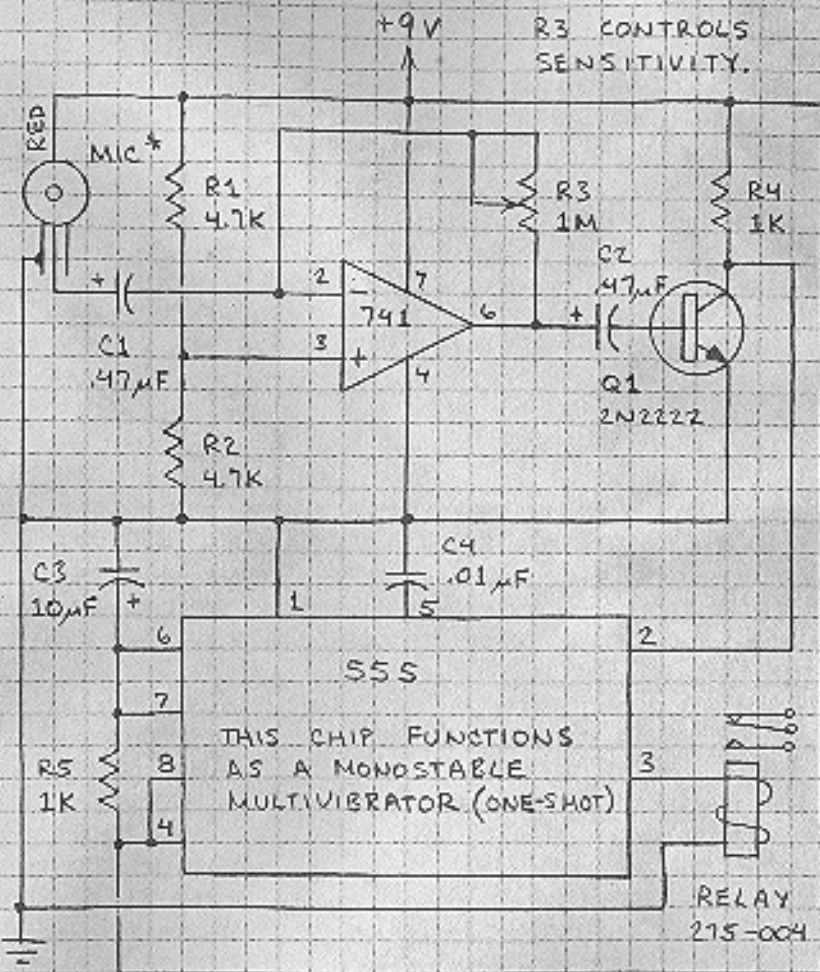 +9V
R3 CONTROLS
SENSITIVITY.
RED
MIC*
R1
4.7K
R3
1M
R4
1K
+
C1
.47µF
2
-
3
+
741
7
4
6
C2
.47µF
+
Q1
2N2222
R2
4.7K
C3
10µF
+
C4
.01µF
1
5
6
7
8
4
2
3
555
THIS CHIP FUNCTIONS
AS A MONOSTABLE
MULTIVIBRATOR (ONE-SHOT)
R5
1K
RELAY
275-004